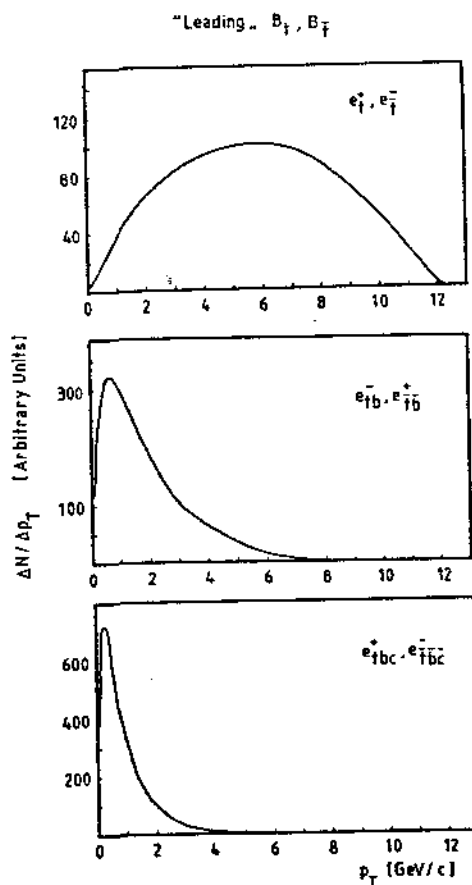 "Leading„ B_t , B_t̄
e⁺_t , e⁻_t̄
120
80
40
0 2 4 6 8 10 12
e⁻_tb , e⁺_t̄b̄
300
100
0 2 4 6 8 10 12
ΔN/Δp_T [Arbitrary Units]
e⁺_tbc , e⁻_t̄b̄c̄
600
400
200
0 2 4 6 8 10 12
p_T [GeV/c]